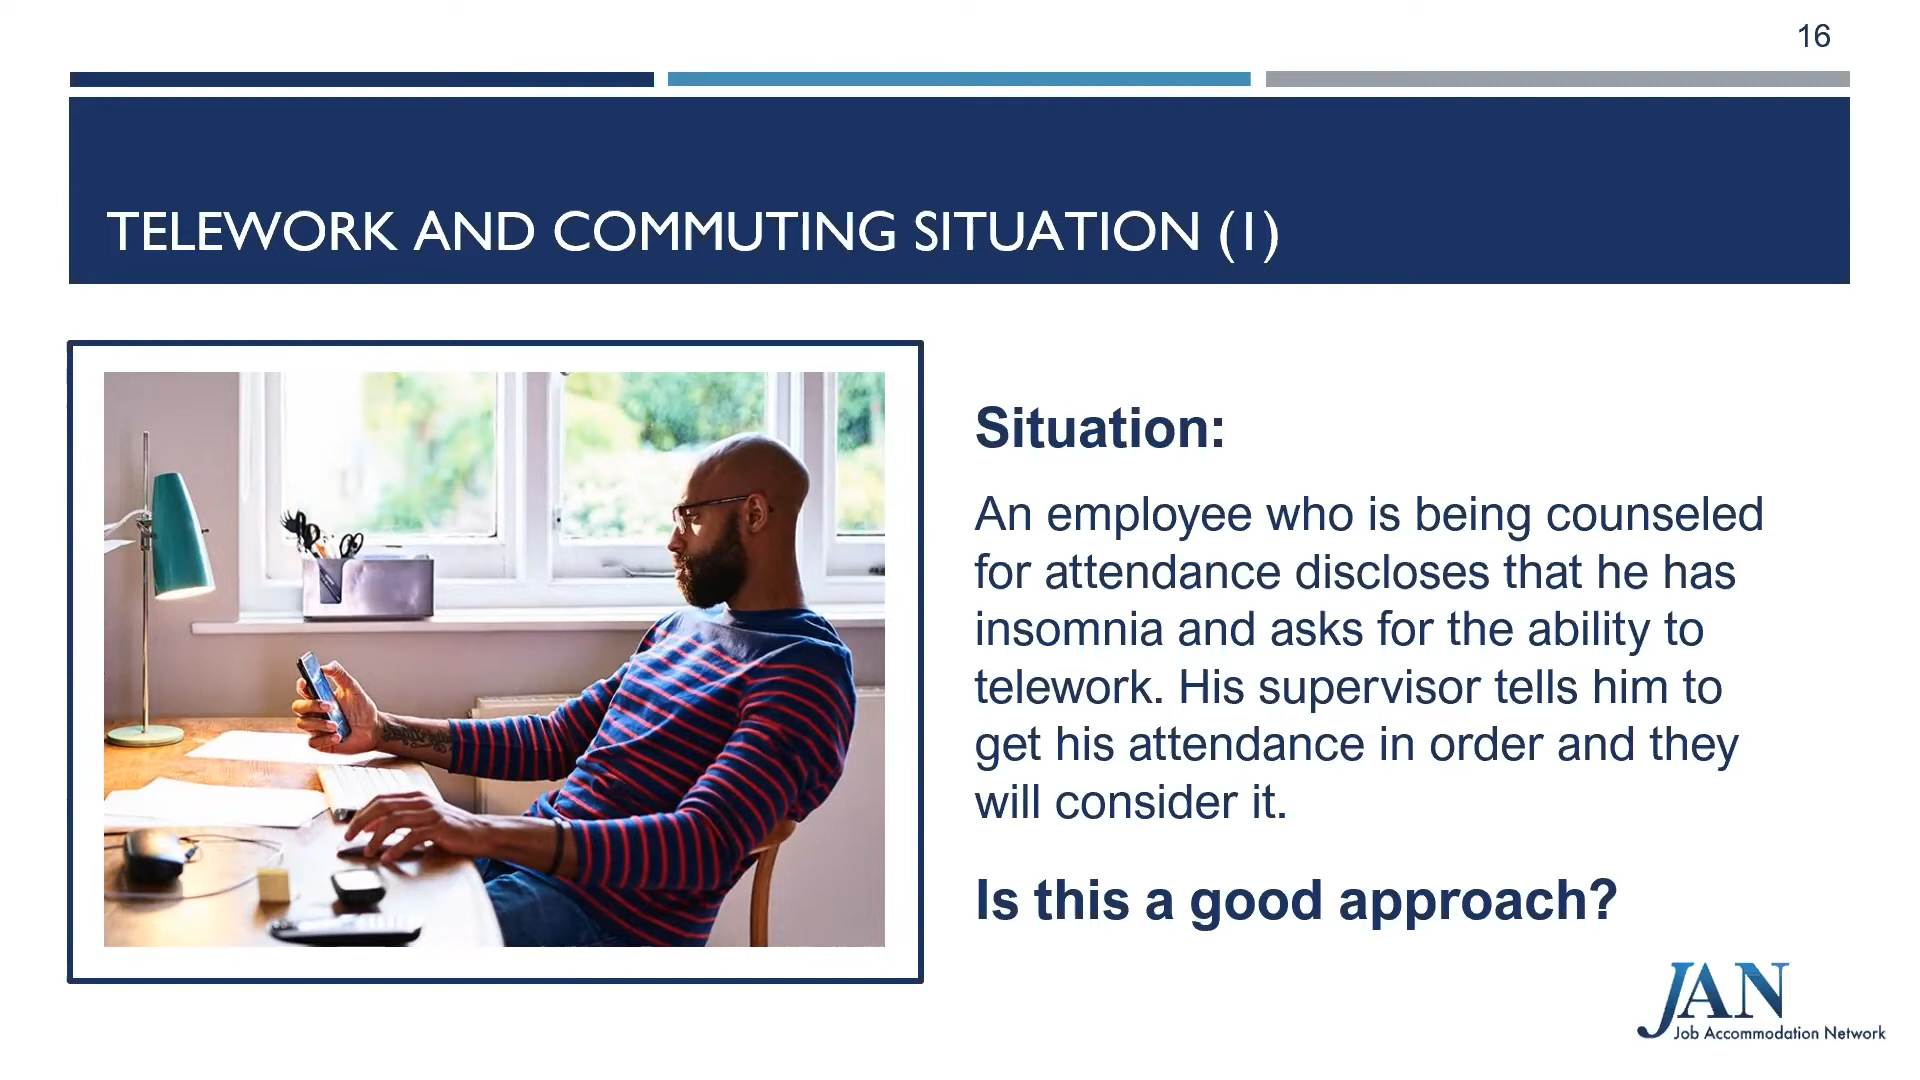 16
TELEWORK AND COMMUTING SITUATION (1)
Situation:
An employee who is being counseled
for attendance discloses that he has
insomnia and asks for the ability to
telework. His supervisor tells him to
get his attendance in order and they
will consider it.
Is this a good approach?
JAN
Job Accommodation Network